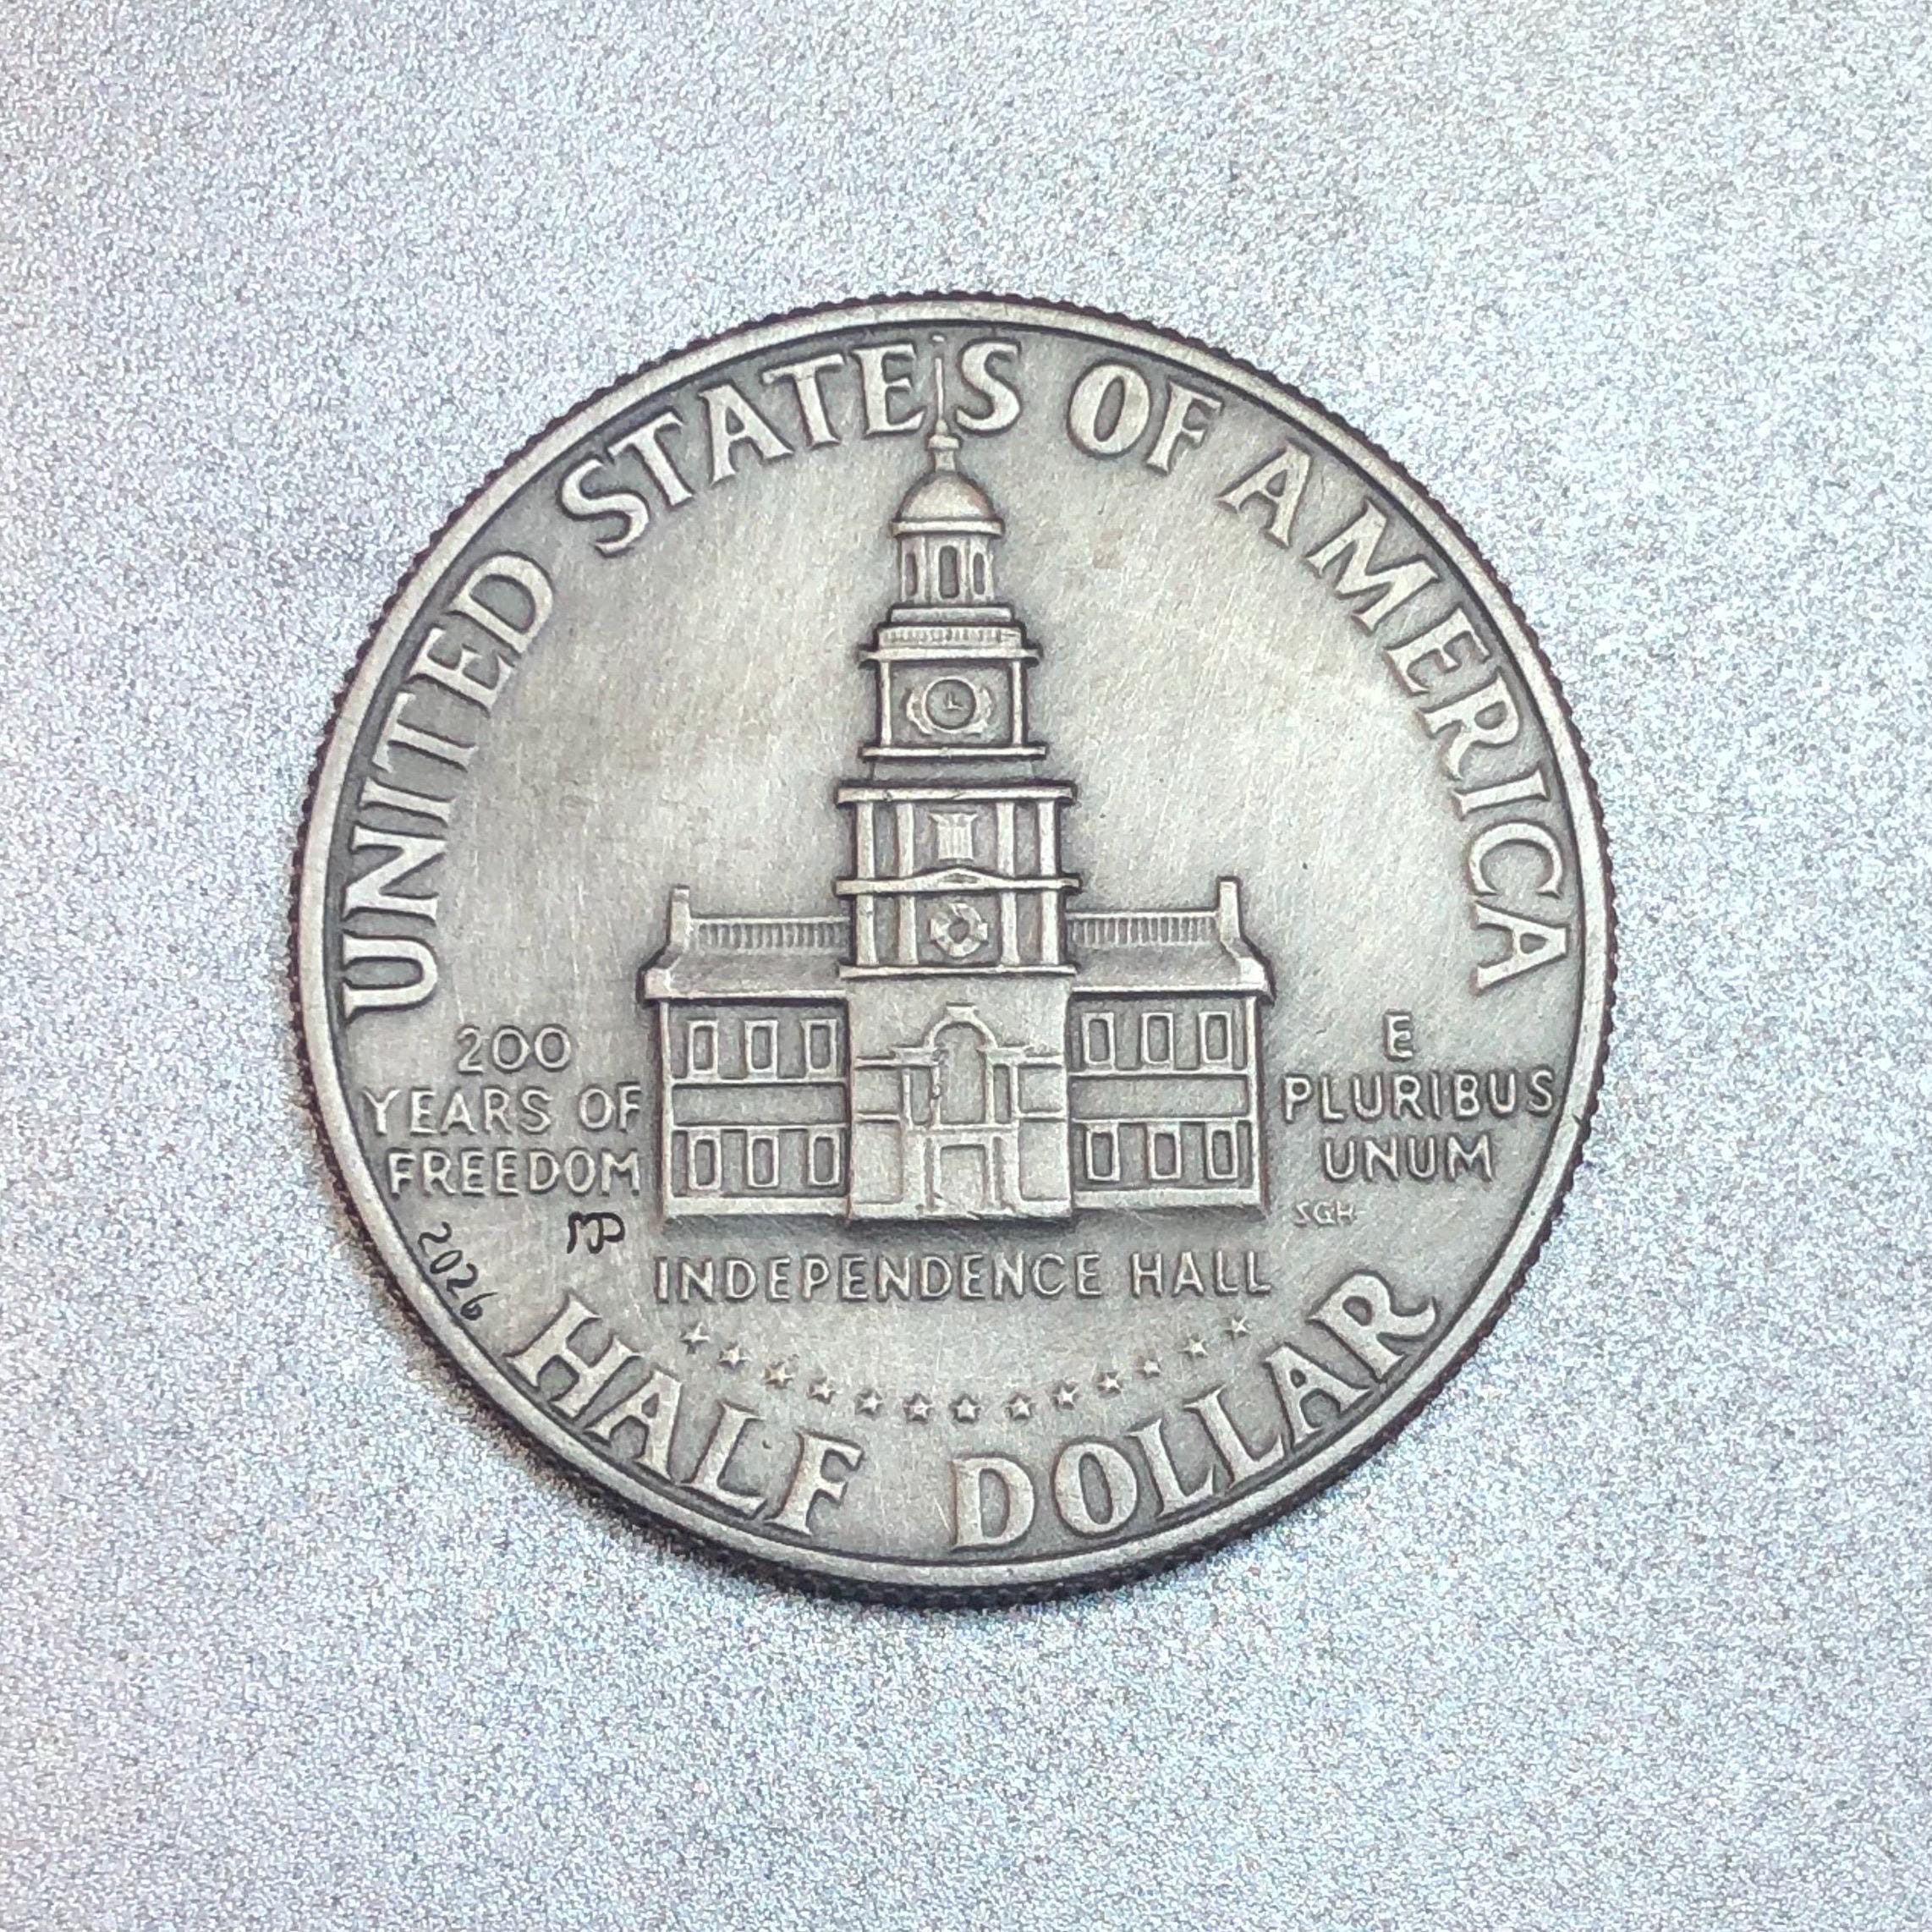 UNITED STATES OF AMERICA
200
YEARS OF
FREEDOM
E
PLURIBUS
UNUM
SGH
2026
INDEPENDENCE HALL
HALF DOLLAR